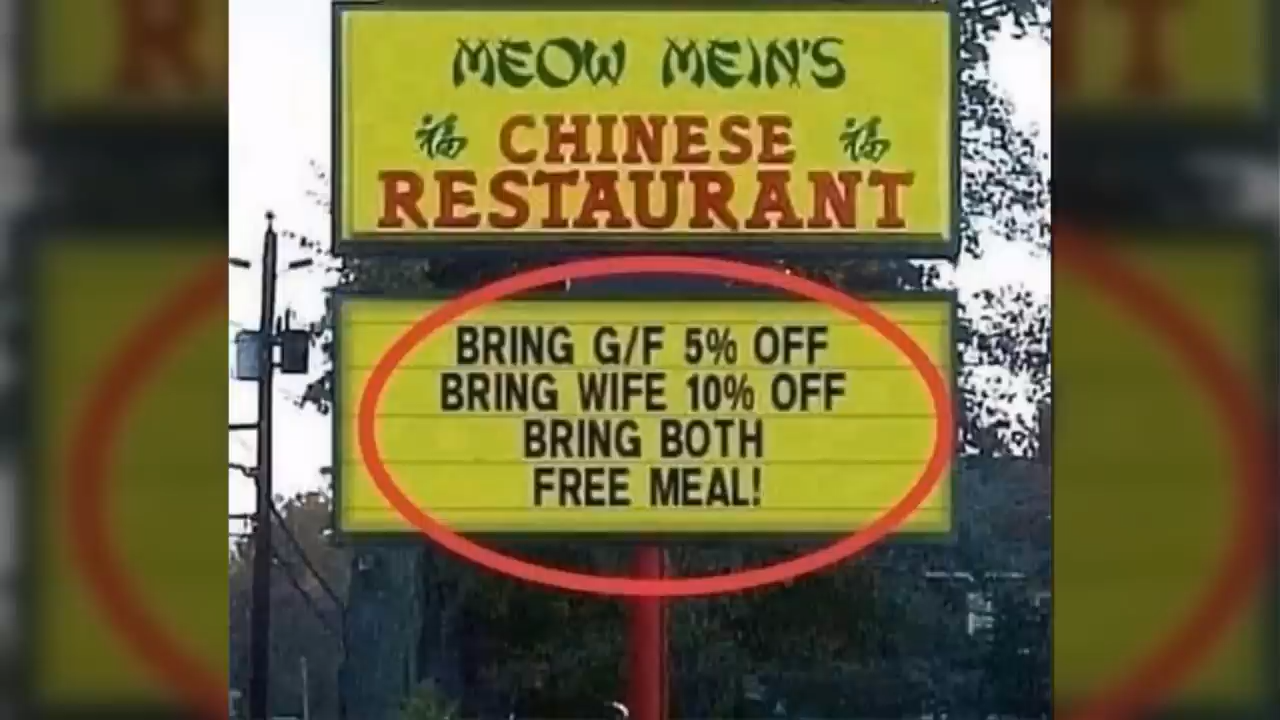 MEOW MEIN'S
福 CHINESE 福
RESTAURANT
BRING G/F 5% OFF
BRING WIFE 10% OFF
BRING BOTH
FREE MEAL!